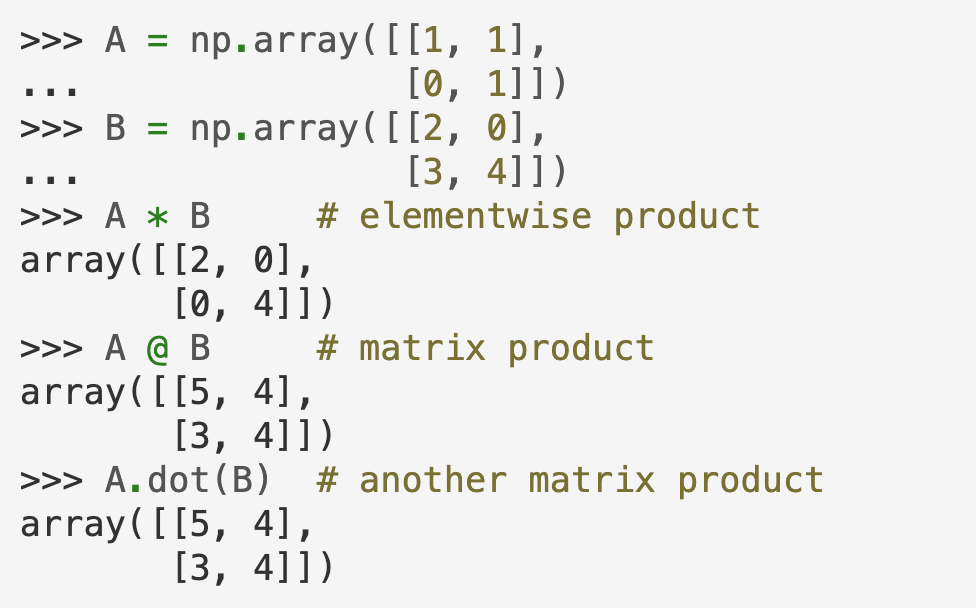 >>> A = np.array([[1, 1],
...               [0, 1]])
>>> B = np.array([[2, 0],
...               [3, 4]])
>>> A * B     # elementwise product
array([[2, 0],
       [0, 4]])
>>> A @ B     # matrix product
array([[5, 4],
       [3, 4]])
>>> A.dot(B)  # another matrix product
array([[5, 4],
       [3, 4]])